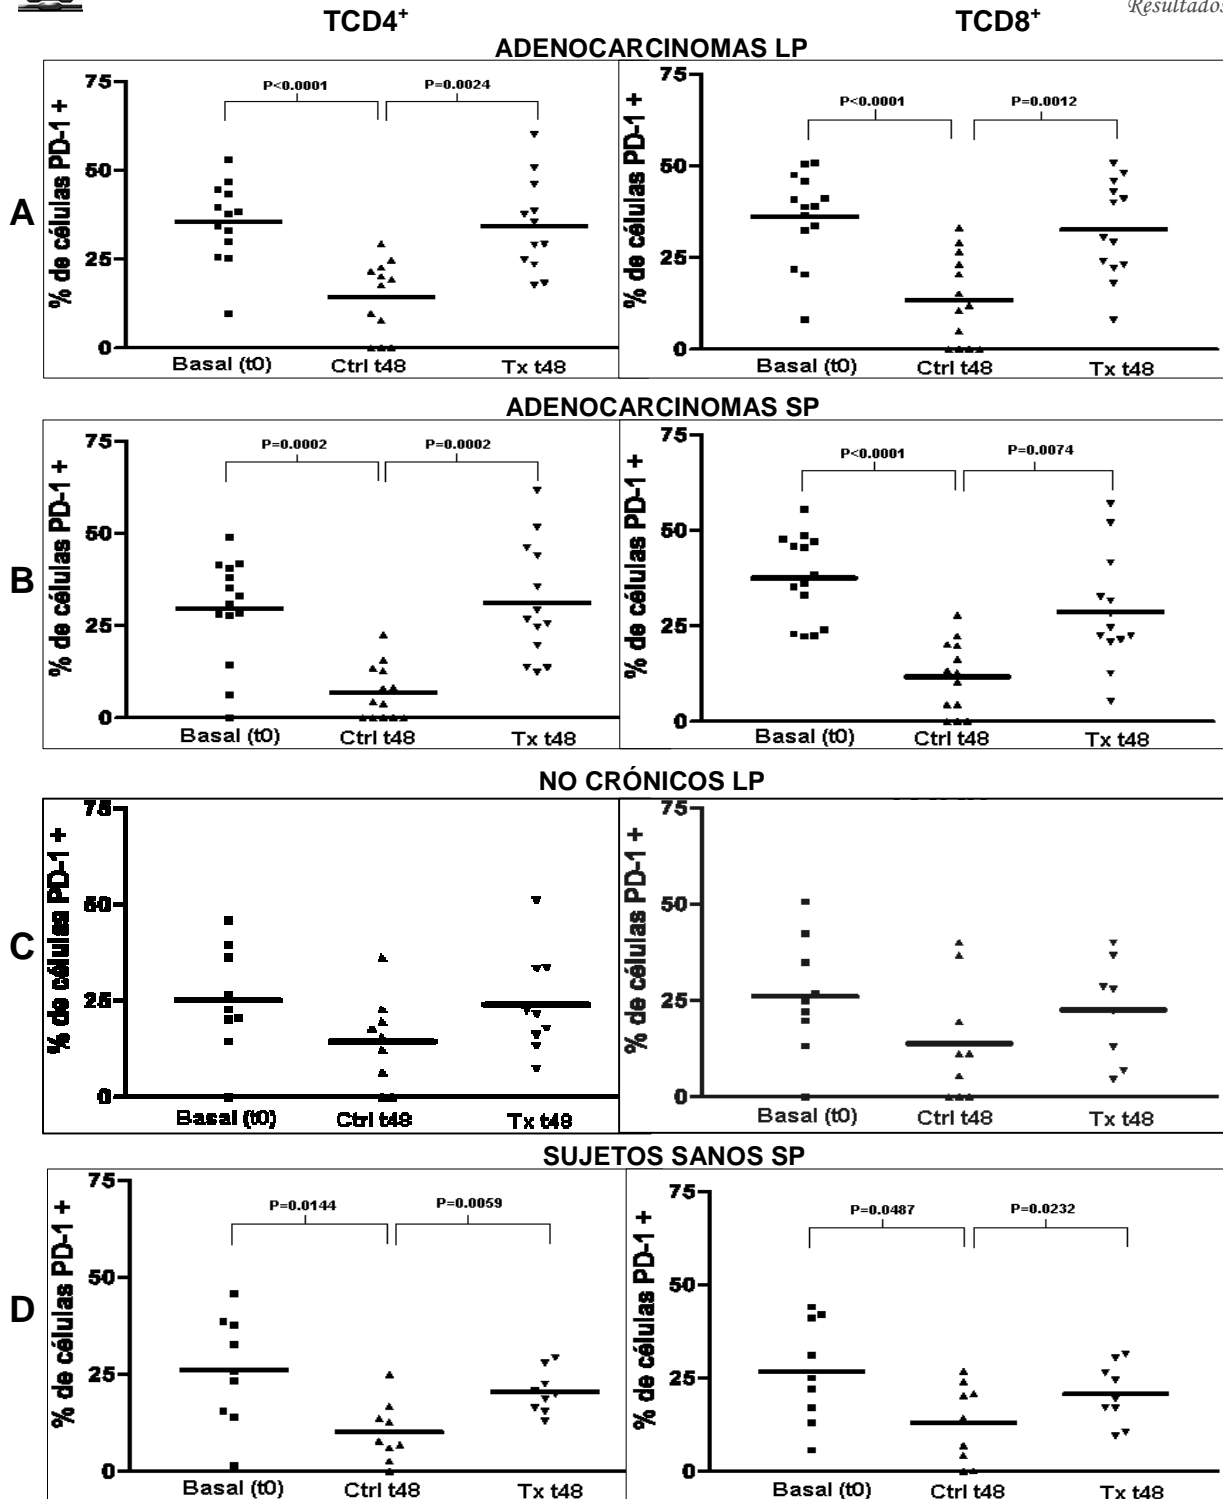 Resultados
TCD4+ TCD8+
ADENOCARCINOMAS LP
A
% de células PD-1 +
75
50
25
0
P<0.0001 P=0.0024
Basal (t0) Ctrl t48 Tx t48
% de células PD-1 +
75
50
25
0
P<0.0001 P=0.0012
Basal (t0) Ctrl t48 Tx t48
ADENOCARCINOMAS SP
B
% de células PD-1 +
75
50
25
0
P=0.0002 P=0.0002
Basal (t0) Ctrl t48 Tx t48
% de células PD-1 +
75
50
25
0
P<0.0001 P=0.0074
Basal (t0) Ctrl t48 Tx t48
NO CRÓNICOS LP
C
% de células PD-1 +
75
50
25
0
Basal (t0) Ctrl t48 Tx t48
% de células PD-1 +
75
50
25
0
Basal (t0) Ctrl t48 Tx t48
SUJETOS SANOS SP
D
% de células PD-1 +
75
50
25
0
P=0.0144 P=0.0059
Basal (t0) Ctrl t48 Tx t48
% de células PD-1 +
75
50
25
0
P=0.0487 P=0.0232
Basal (t0) Ctrl t48 Tx t48